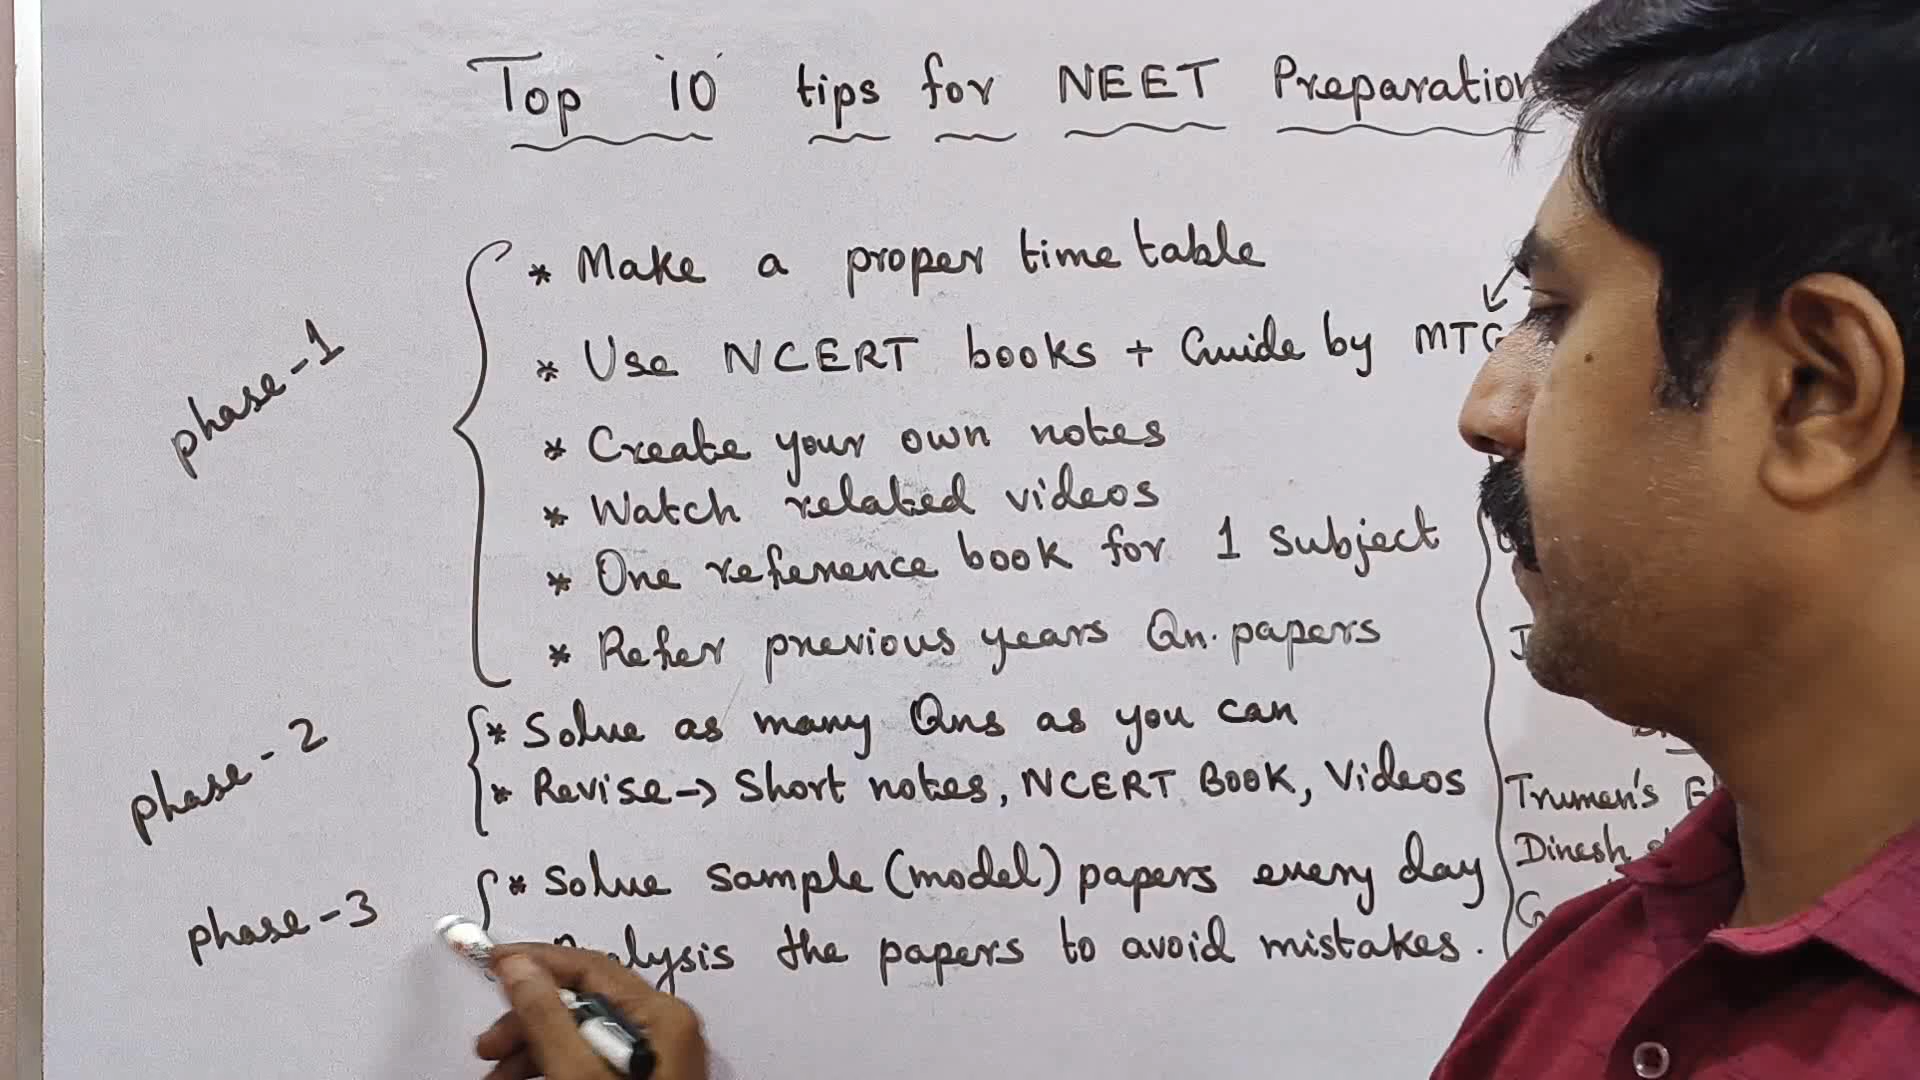 Top '10' tips for NEET Preparation
phase-1
* Make a proper time table
* Use NCERT books + Guide by MTG
* Create your own notes
* Watch related videos
* One reference book for 1 subject
* Refer previous years Qn. papers
phase-2
* Solve as many Qns as you can
* Revise → Short notes, NCERT BOOK, Videos
phase-3
* Solve sample (model) papers every day
Analysis the papers to avoid mistakes.
Truman's
Dinesh